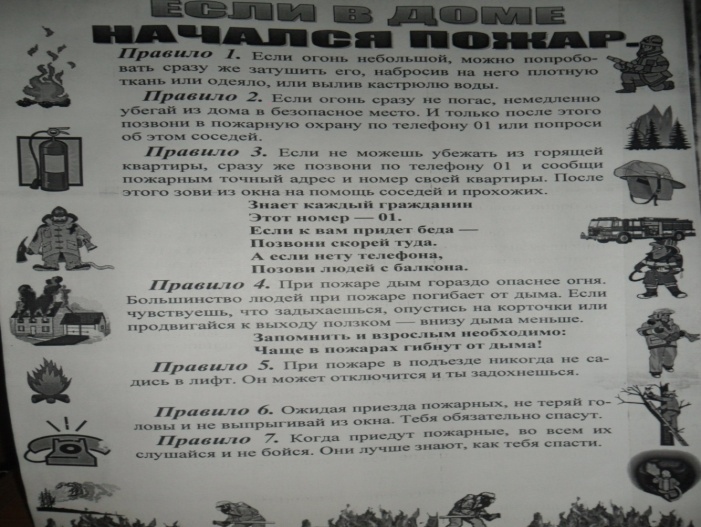 ЕСЛИ В ДОМЕ
НАЧАЛСЯ ПОЖАР-
Правило 1. Если огонь небольшой, можно попробо-
вать сразу же затушить его, набросив на него плотную
ткань или одеяло, или вылив кастрюлю воды.
Правило 2. Если огонь сразу не погас, немедленно
убегай из дома в безопасное место. И только после этого
позвони в пожарную охрану по телефону 01 или попроси
об этом соседей.
Правило 3. Если не можешь убежать из горящей
квартиры, сразу же позвони по телефону 01 и сообщи
пожарным точный адрес и номер своей квартиры. После
этого зови из окна на помощь соседей и прохожих.
Знает каждый гражданин
Этот номер — 01.
Если к вам придет беда —
Позвони скорей туда.
А если нету телефона,
Позови людей с балкона.
Правило 4. При пожаре дым гораздо опаснее огня.
Большинство людей при пожаре погибает от дыма. Если
чувствуешь, что задыхаешься, опустись на корточки или
продвигайся к выходу ползком — внизу дыма меньше.
Запомнить и взрослым необходимо:
Чаще в пожарах гибнут от дыма!
Правило 5. При пожаре в подъезде никогда не са-
дись в лифт. Он может отключится и ты задохнешься.
Правило 6. Ожидая приезда пожарных, не теряй го-
ловы и не выпрыгивай из окна. Тебя обязательно спасут.
Правило 7. Когда приедут пожарные, во всем их
слушайся и не бойся. Они лучше знают, как тебя спасти.